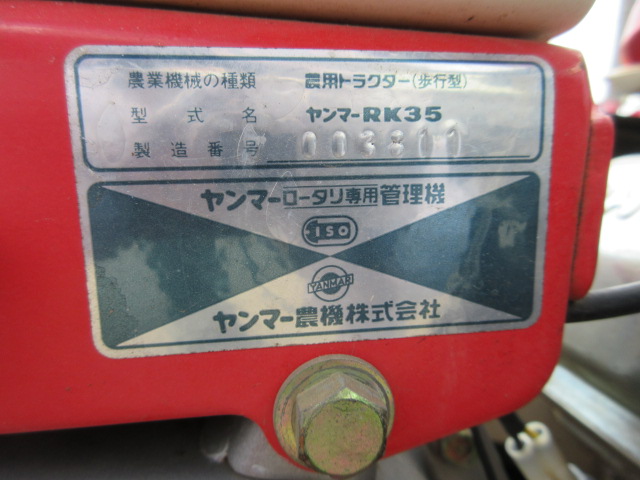 農業機械の種類 農用トラクター(歩行型)
型式名 ヤンマーRK35
製造番号 003811
ヤンマーロータリ専用管理機
ISO
YANMAR
ヤンマー農機株式会社